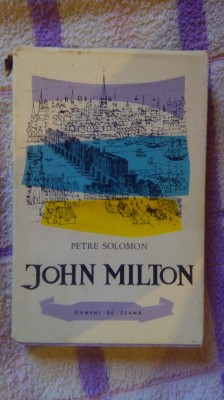 PETRE SOLOMON
JOHN MILTON
OAMENI DE SEAMĂ